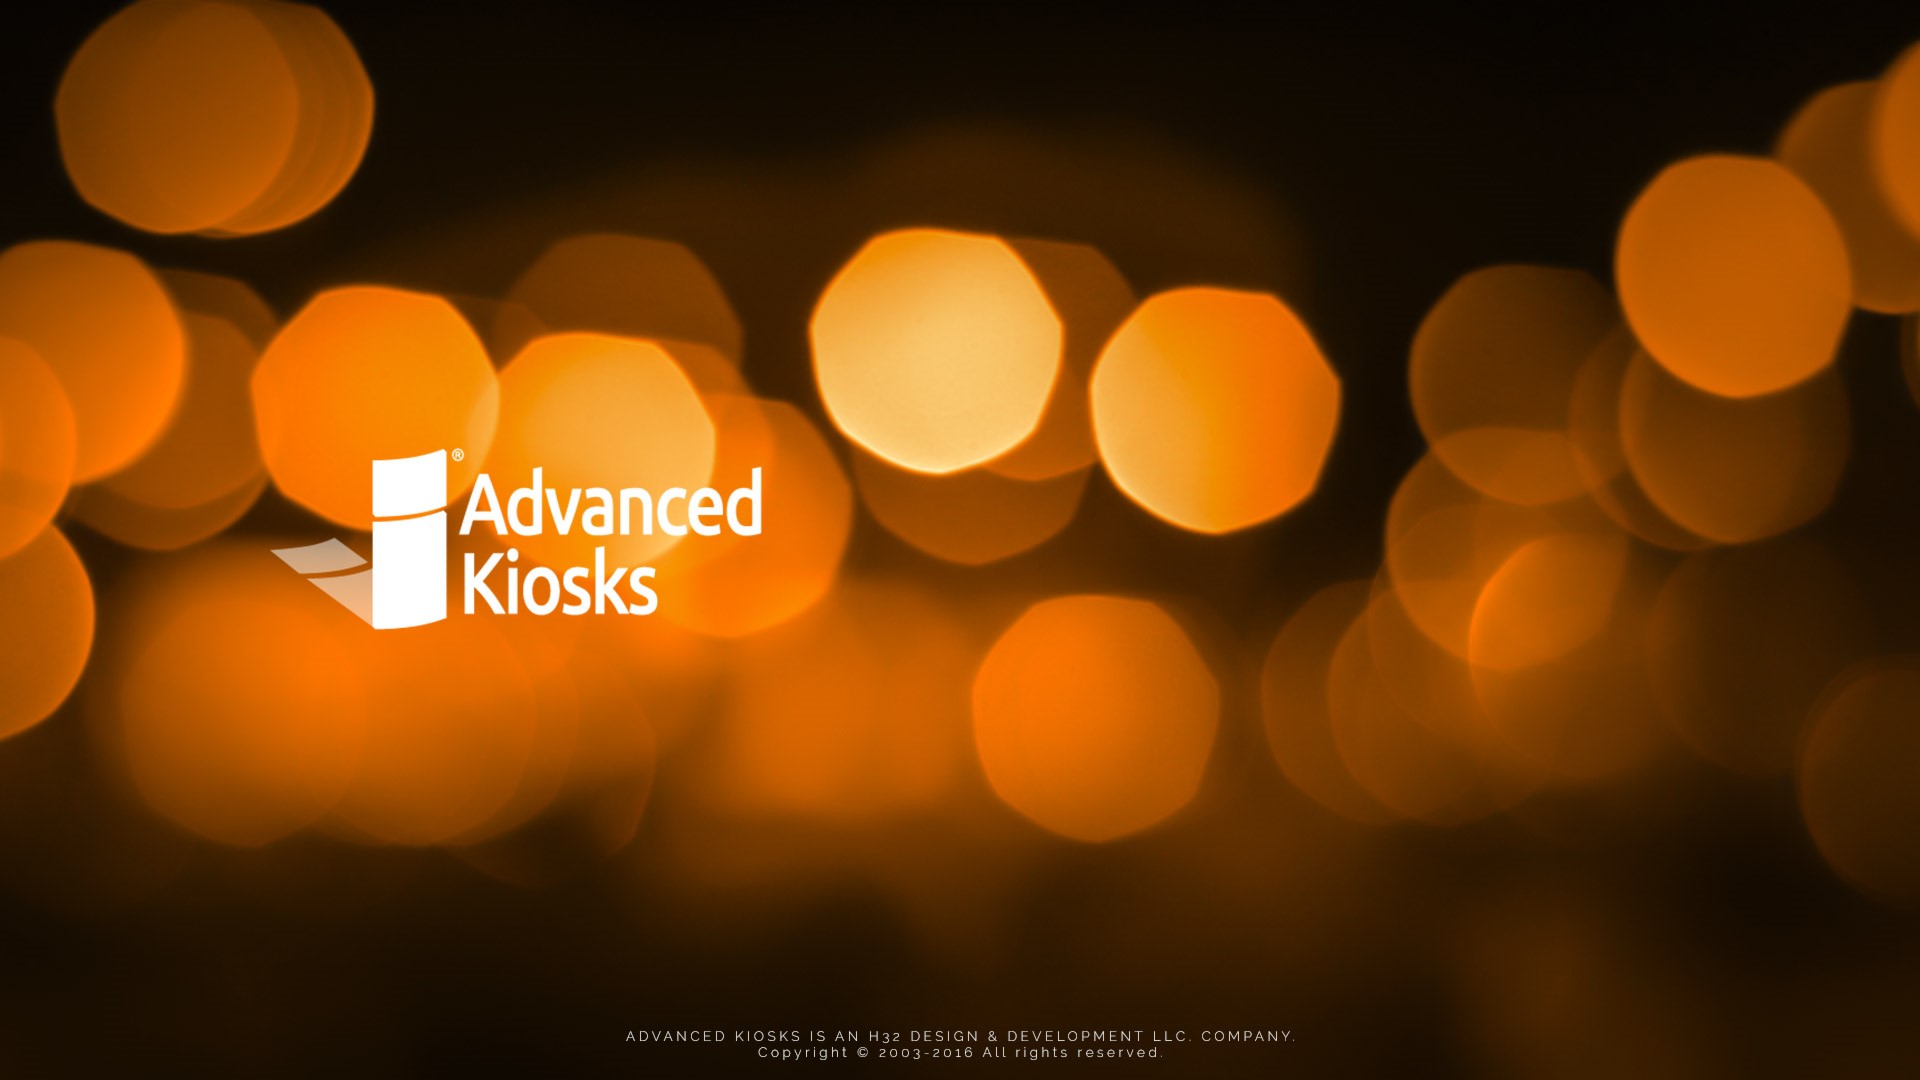 ®
Advanced
Kiosks
ADVANCED KIOSKS IS AN H32 DESIGN & DEVELOPMENT LLC. COMPANY.
Copyright © 2003-2016 All rights reserved.